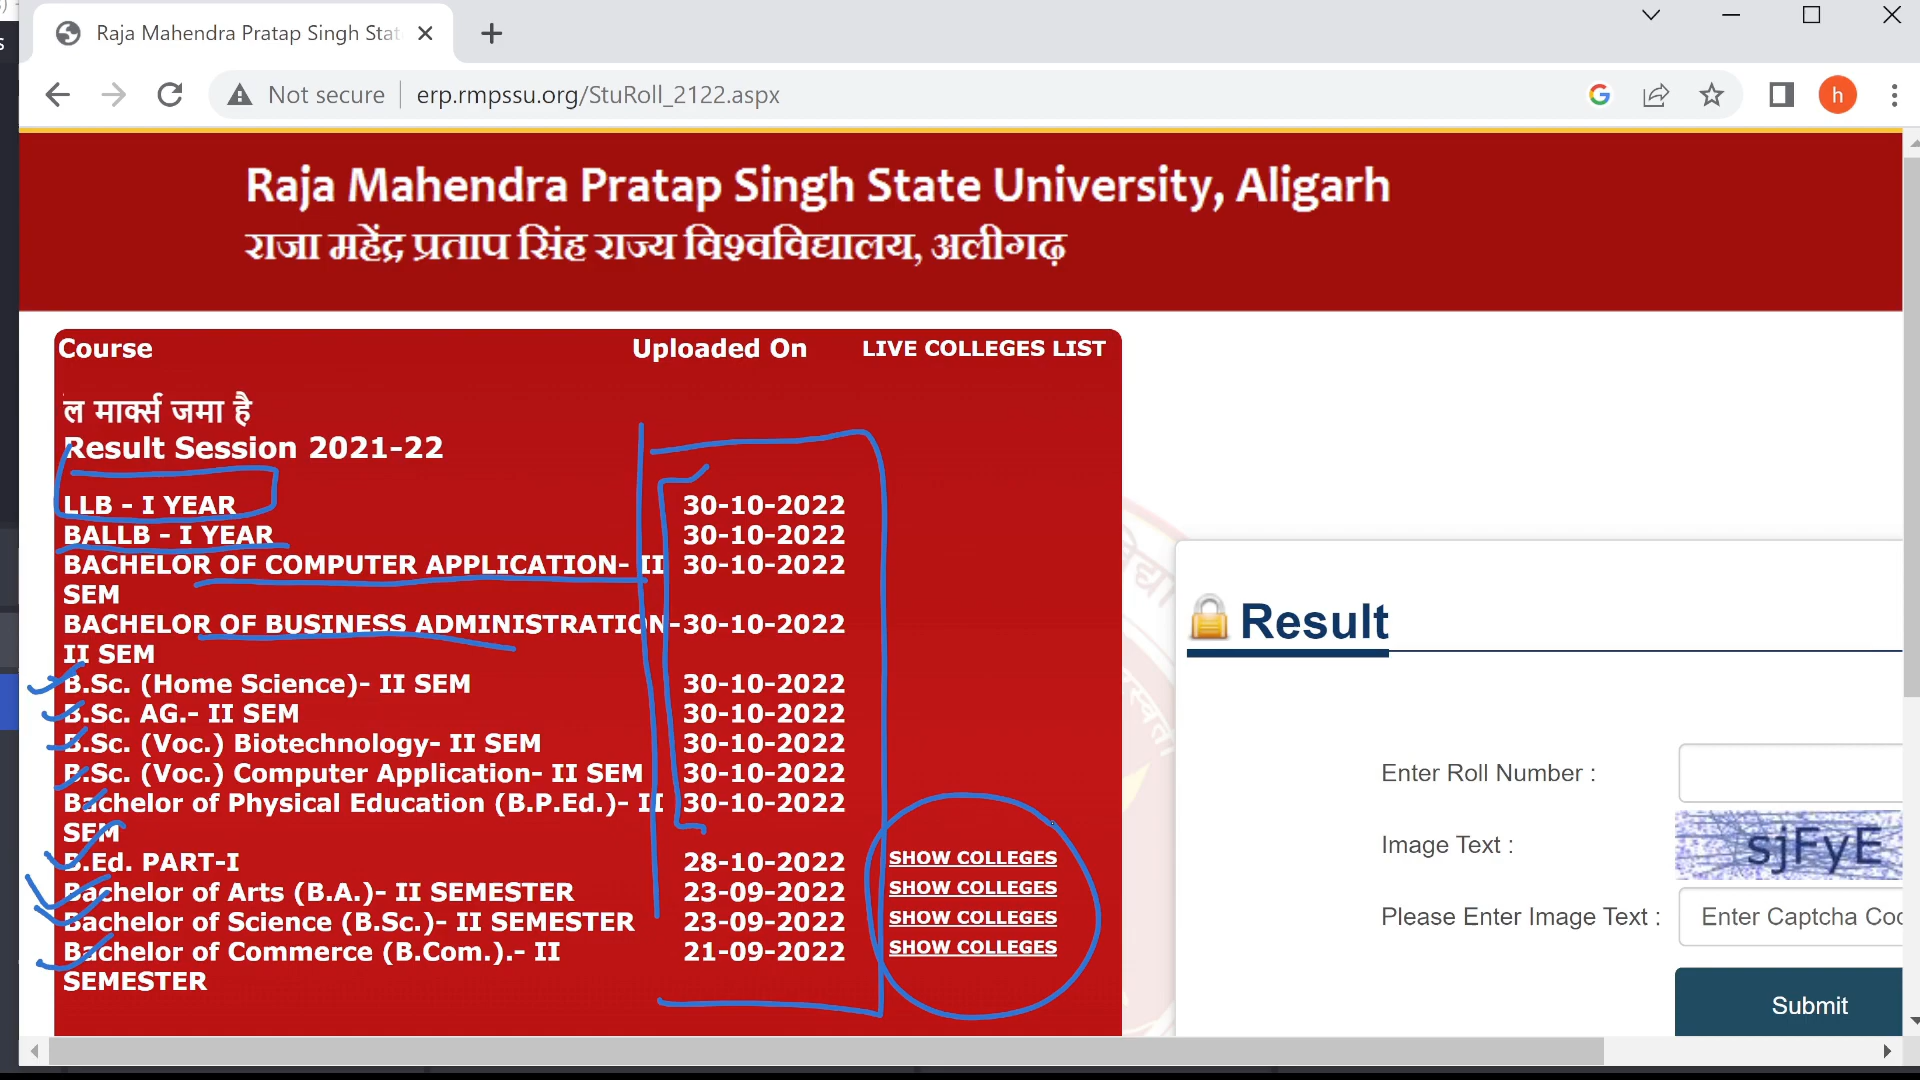 Raja Mahendra Pratap Singh Stat
Not secure
erp.rmpssu.org/StuRoll_2122.aspx
h
Raja Mahendra Pratap Singh State University, Aligarh
राजा महेंद्र प्रताप सिंह राज्य विश्वविद्यालय, अलीगढ़
Course Uploaded On LIVE COLLEGES LIST
ल मार्क्स जमा है
Result Session 2021-22
LLB - I YEAR 30-10-2022
BALLB - I YEAR 30-10-2022
BACHELOR OF COMPUTER APPLICATION- II 30-10-2022
SEM
BACHELOR OF BUSINESS ADMINISTRATION- 30-10-2022
II SEM
B.Sc. (Home Science)- II SEM 30-10-2022
B.Sc. AG.- II SEM 30-10-2022
B.Sc. (Voc.) Biotechnology- II SEM 30-10-2022
B.Sc. (Voc.) Computer Application- II SEM 30-10-2022
Bachelor of Physical Education (B.P.Ed.)- II 30-10-2022
SEM
B.Ed. PART-I 28-10-2022 SHOW COLLEGES
Bachelor of Arts (B.A.)- II SEMESTER 23-09-2022 SHOW COLLEGES
Bachelor of Science (B.Sc.)- II SEMESTER 23-09-2022 SHOW COLLEGES
Bachelor of Commerce (B.Com.).- II 21-09-2022 SHOW COLLEGES
SEMESTER
Result
Enter Roll Number :
Image Text : sjFyE
Please Enter Image Text : Enter Captcha Coc
Submit